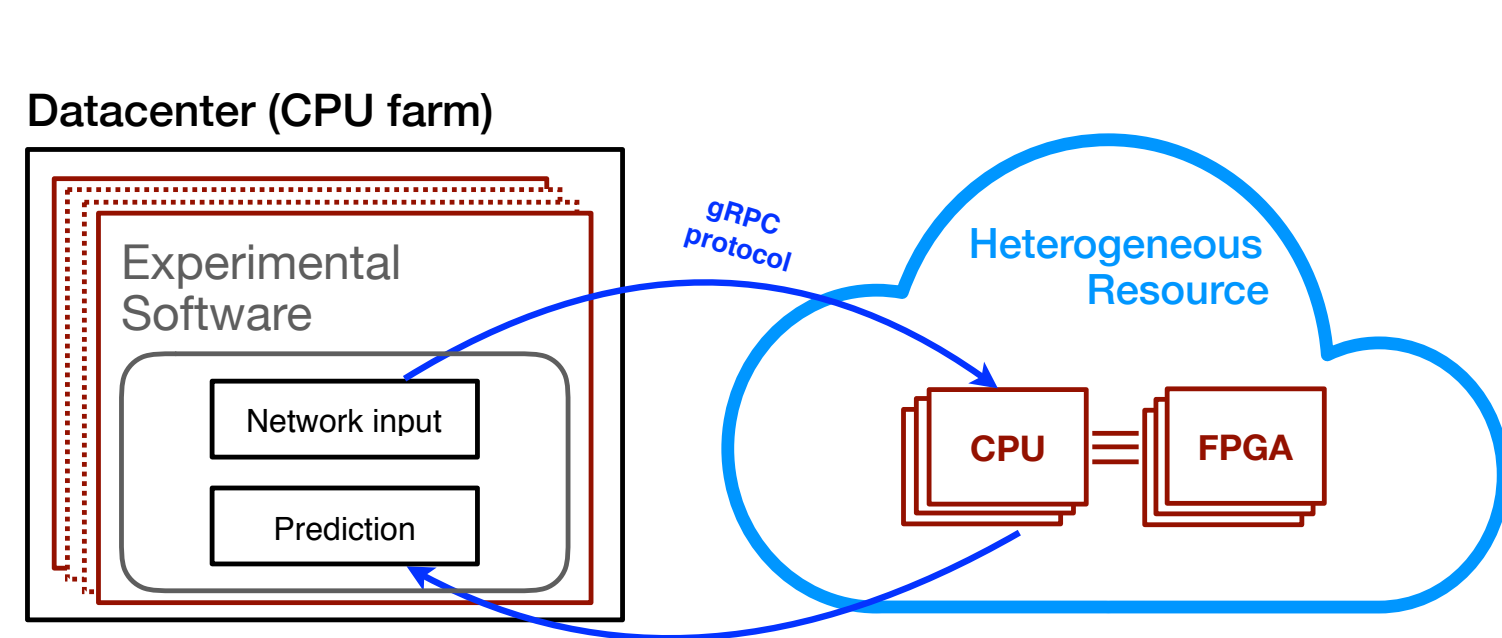 Datacenter (CPU farm)
Experimental
Software
Network input
Prediction
gRPC
protocol
Heterogeneous
Resource
CPU
FPGA